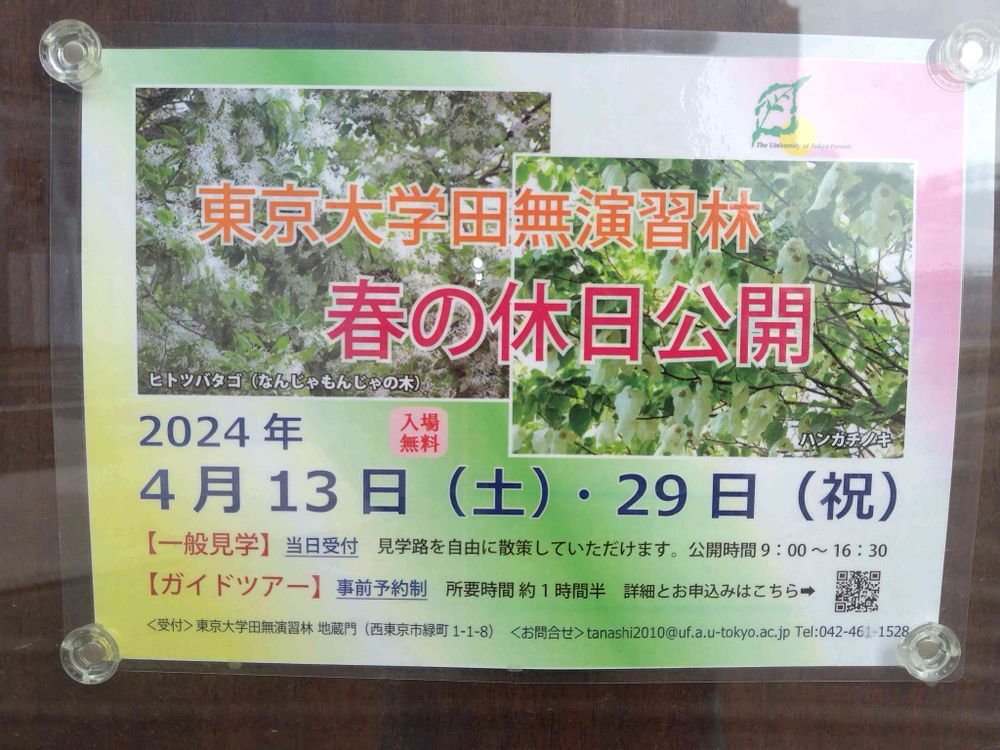 The University of Tokyo Forests
東京大学田無演習林
春の休日公開
ヒトツバタゴ（なんじゃもんじゃの木）
ハンカチノキ
2024 年
入場
無料
4 月 13 日（土）・29 日（祝）
【一般見学】 当日受付 見学路を自由に散策していただけます。公開時間 9：00 ～ 16：30
【ガイドツアー】 事前予約制 所要時間 約 1 時間半 詳細とお申込みはこちら➡
＜受付＞東京大学田無演習林 地蔵門（西東京市緑町 1-1-8） ＜お問合せ＞tanashi2010@uf.a.u-tokyo.ac.jp Tel:042-461-1528